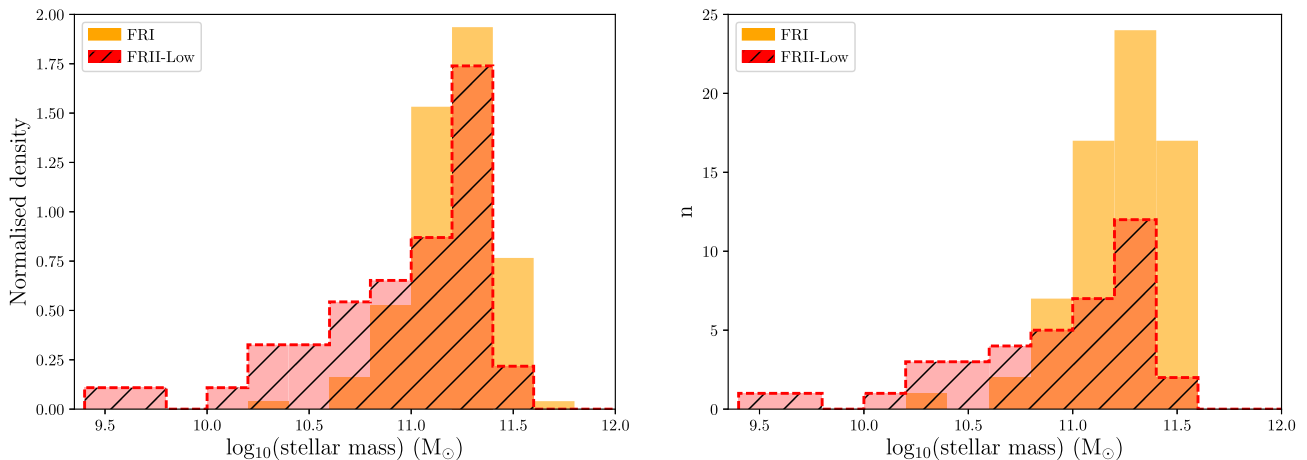 2.00
1.75
1.50
1.25
1.00
0.75
0.50
0.25
0.00
Normalised density
FRI
FRII-Low
9.5 10.0 10.5 11.0 11.5 12.0
log₁₀(stellar mass) (M☉)
25
20
15
10
5
0
n
FRI
FRII-Low
9.5 10.0 10.5 11.0 11.5 12.0
log₁₀(stellar mass) (M☉)